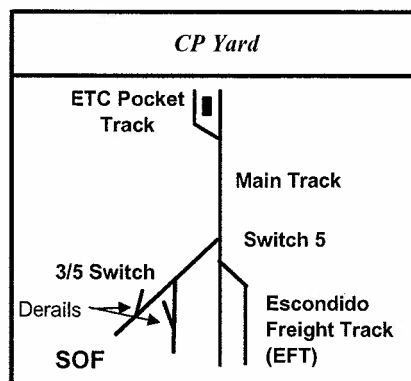 CP Yard
ETC Pocket
Track
Main Track
Switch 5
3/5 Switch
Derails
Escondido
Freight Track
(EFT)
SOF